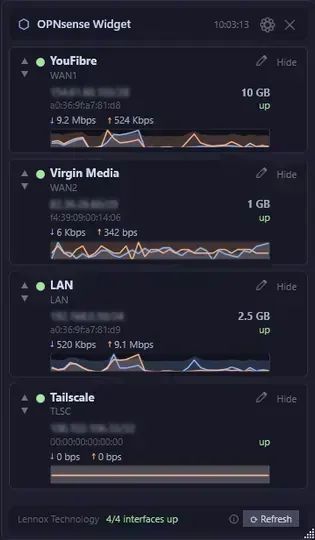 OPNsense Widget 10:03:13
YouFibre Hide
WAN1
10 GB
a0:36:9f:a7:81:d8 up
↓ 9.2 Mbps ↑ 524 Kbps
Virgin Media Hide
WAN2
1 GB
f4:39:09:00:14:06 up
↓ 6 Kbps ↑ 342 bps
LAN Hide
LAN
2.5 GB
a0:36:9f:a7:81:d9 up
↓ 520 Kbps ↑ 9.1 Mbps
Tailscale Hide
TLSC
00:00:00:00:00:00 up
↓ 0 bps ↑ 0 bps
Lennox Technology 4/4 interfaces up Refresh